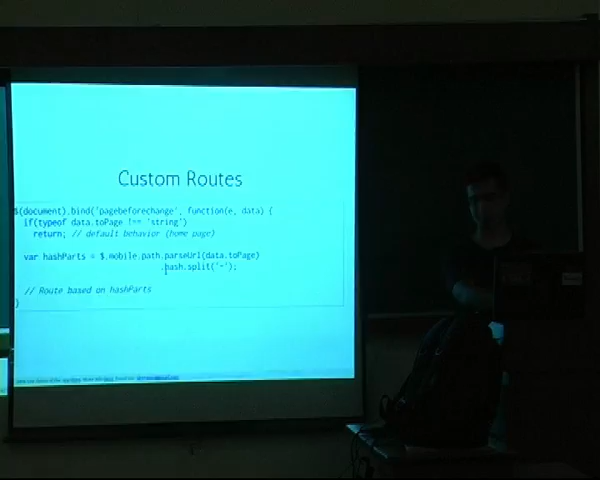 Custom Routes
$(document).bind('pagebeforechange', function(e, data) {
if(typeof data.toPage !== 'string')
return; // default behavior (home page)
var hashParts = $.mobile.path.parseUrl(data.toPage)
.hash.split('-');
// Route based on hashParts
}